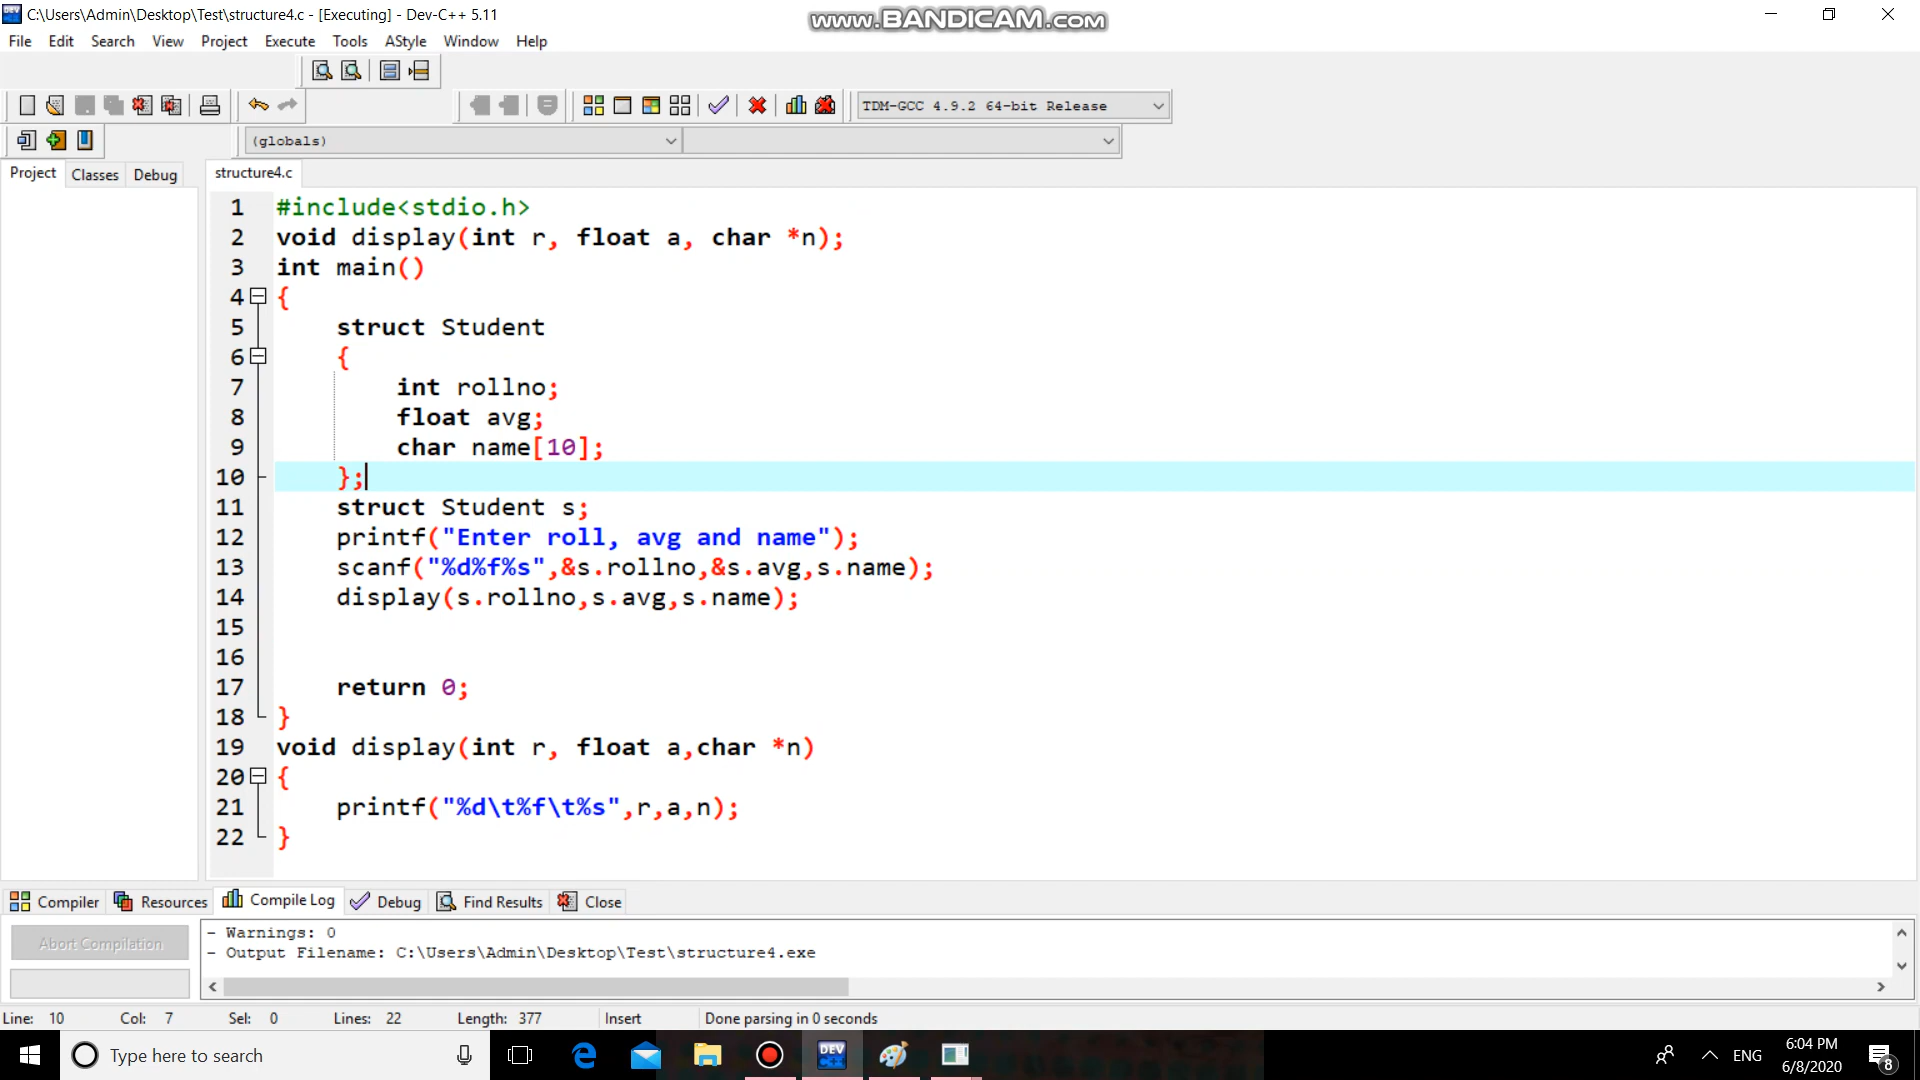 C:\Users\Admin\Desktop\Test\structure4.c - [Executing] - Dev-C++ 5.11
www.BANDICAM.com
File Edit Search View Project Execute Tools AStyle Window Help
TDM-GCC 4.9.2 64-bit Release
(globals)
Project Classes Debug structure4.c
1 #include<stdio.h>
2 void display(int r, float a, char *n);
3 int main()
4 {
5 struct Student
6 {
7 int rollno;
8 float avg;
9 char name[10];
10 };
11 struct Student s;
12 printf("Enter roll, avg and name");
13 scanf("%d%f%s",&s.rollno,&s.avg,s.name);
14 display(s.rollno,s.avg,s.name);
15
16
17 return 0;
18 }
19 void display(int r, float a,char *n)
20 {
21 printf("%d\t%f\t%s",r,a,n);
22 }
Compiler Resources Compile Log Debug Find Results Close
Abort Compilation
- Warnings: 0
- Output Filename: C:\Users\Admin\Desktop\Test\structure4.exe
Line: 10 Col: 7 Sel: 0 Lines: 22 Length: 377 Insert Done parsing in 0 seconds
Type here to search
DEV C++
ENG
6:04 PM
6/8/2020
8